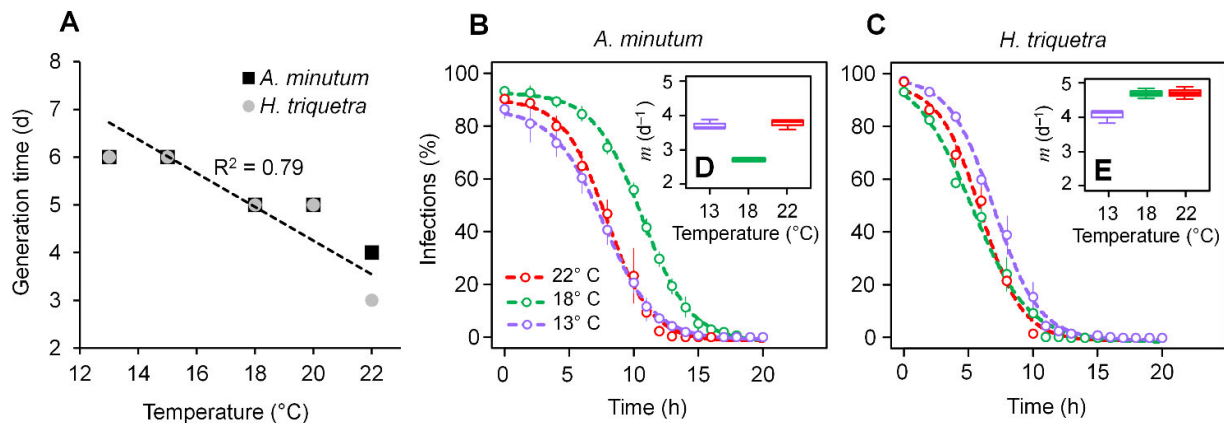 A
Generation time (d)
8
7
6
5
4
3
2
12 14 16 18 20 22
Temperature (°C)
A. minutum
H. triquetra
R² = 0.79
B
A. minutum
Infections (%)
100
80
60
40
20
0
0 5 10 15 20
Time (h)
22° C
18° C
13° C
D
m (d⁻¹)
5
4
3
2
13 18 22
Temperature (°C)
C
H. triquetra
100
80
60
40
20
0
0 5 10 15 20
Time (h)
E
m (d⁻¹)
5
4
3
2
13 18 22
Temperature (°C)